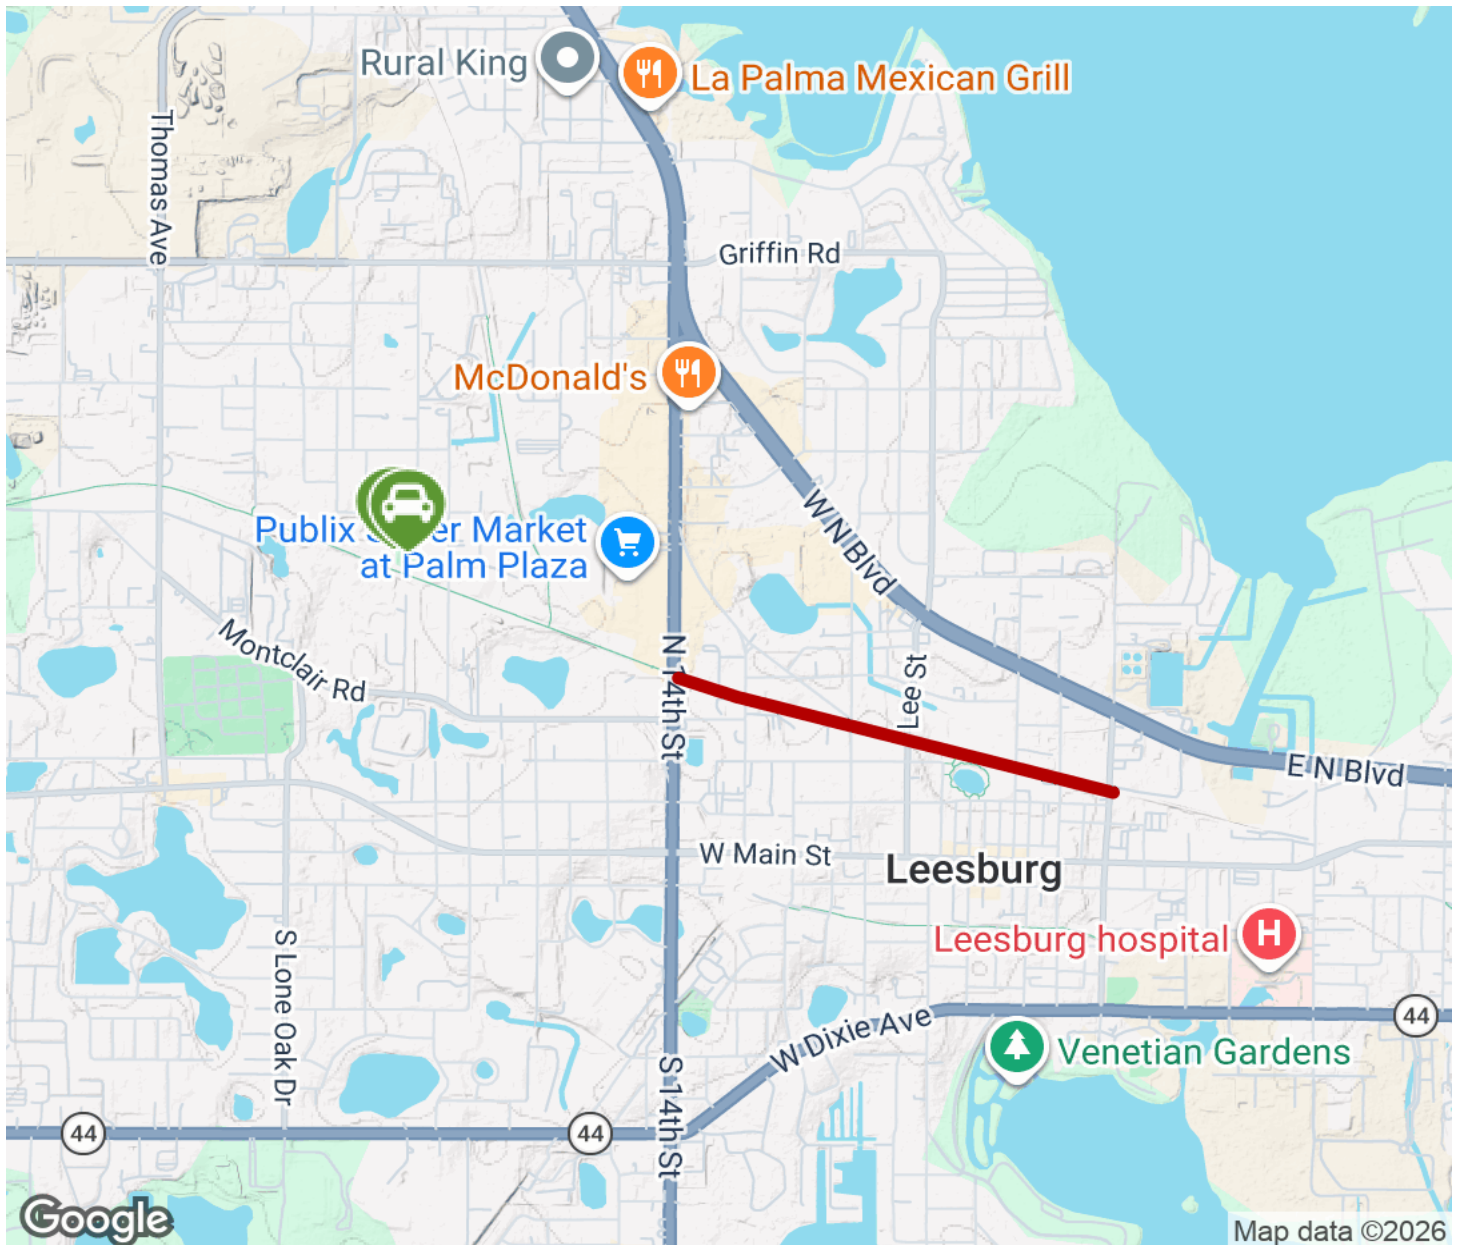 Rural King
La Palma Mexican Grill
Thomas Ave
Griffin Rd
McDonald's
W N Blvd
Publix Super Market
at Palm Plaza
Montclair Rd
N 14th St
Lee St
E N Blvd
W Main St
Leesburg
Leesburg hospital
S Lone Oak Dr
W Dixie Ave
44
Venetian Gardens
S 14th St
44
44
Google
Map data ©2026